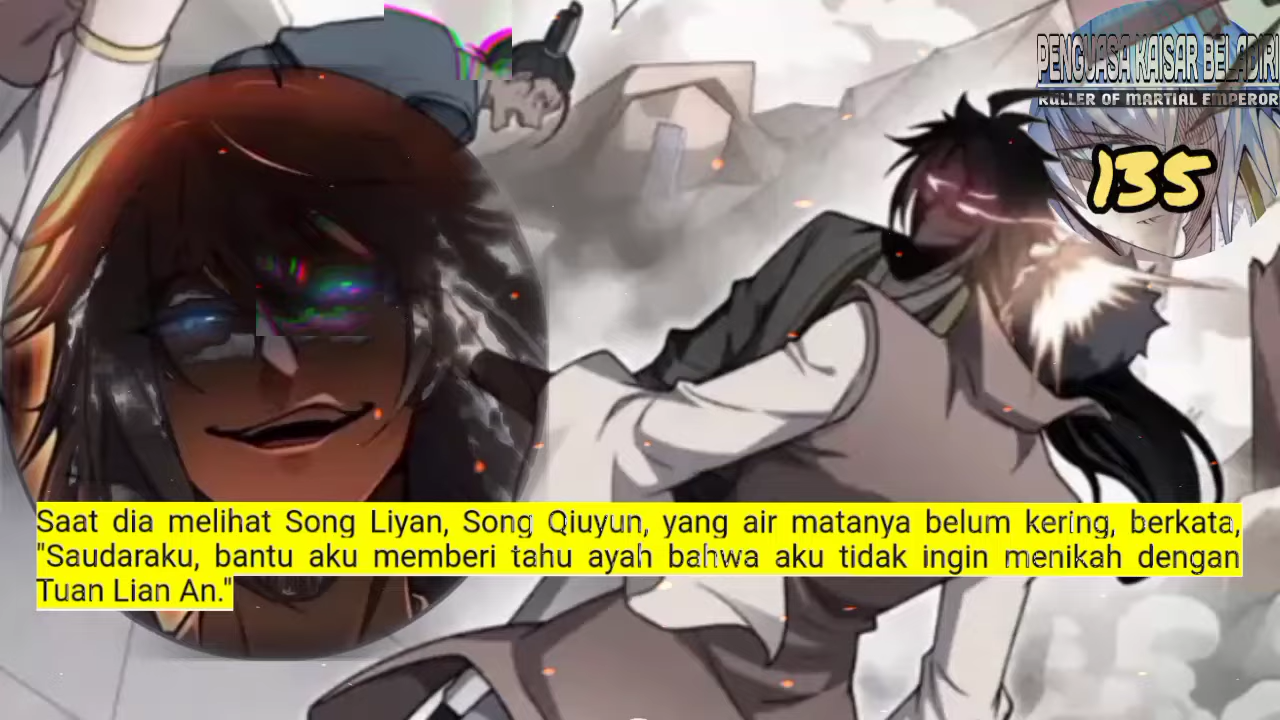 PENGUASA KAISAR BELADIRI
RULLER OF MARTIAL EMPEROR
135
Saat dia melihat Song Liyan, Song Qiuyun, yang air matanya belum kering, berkata,
"Saudaraku, bantu aku memberi tahu ayah bahwa aku tidak ingin menikah dengan
Tuan Lian An."